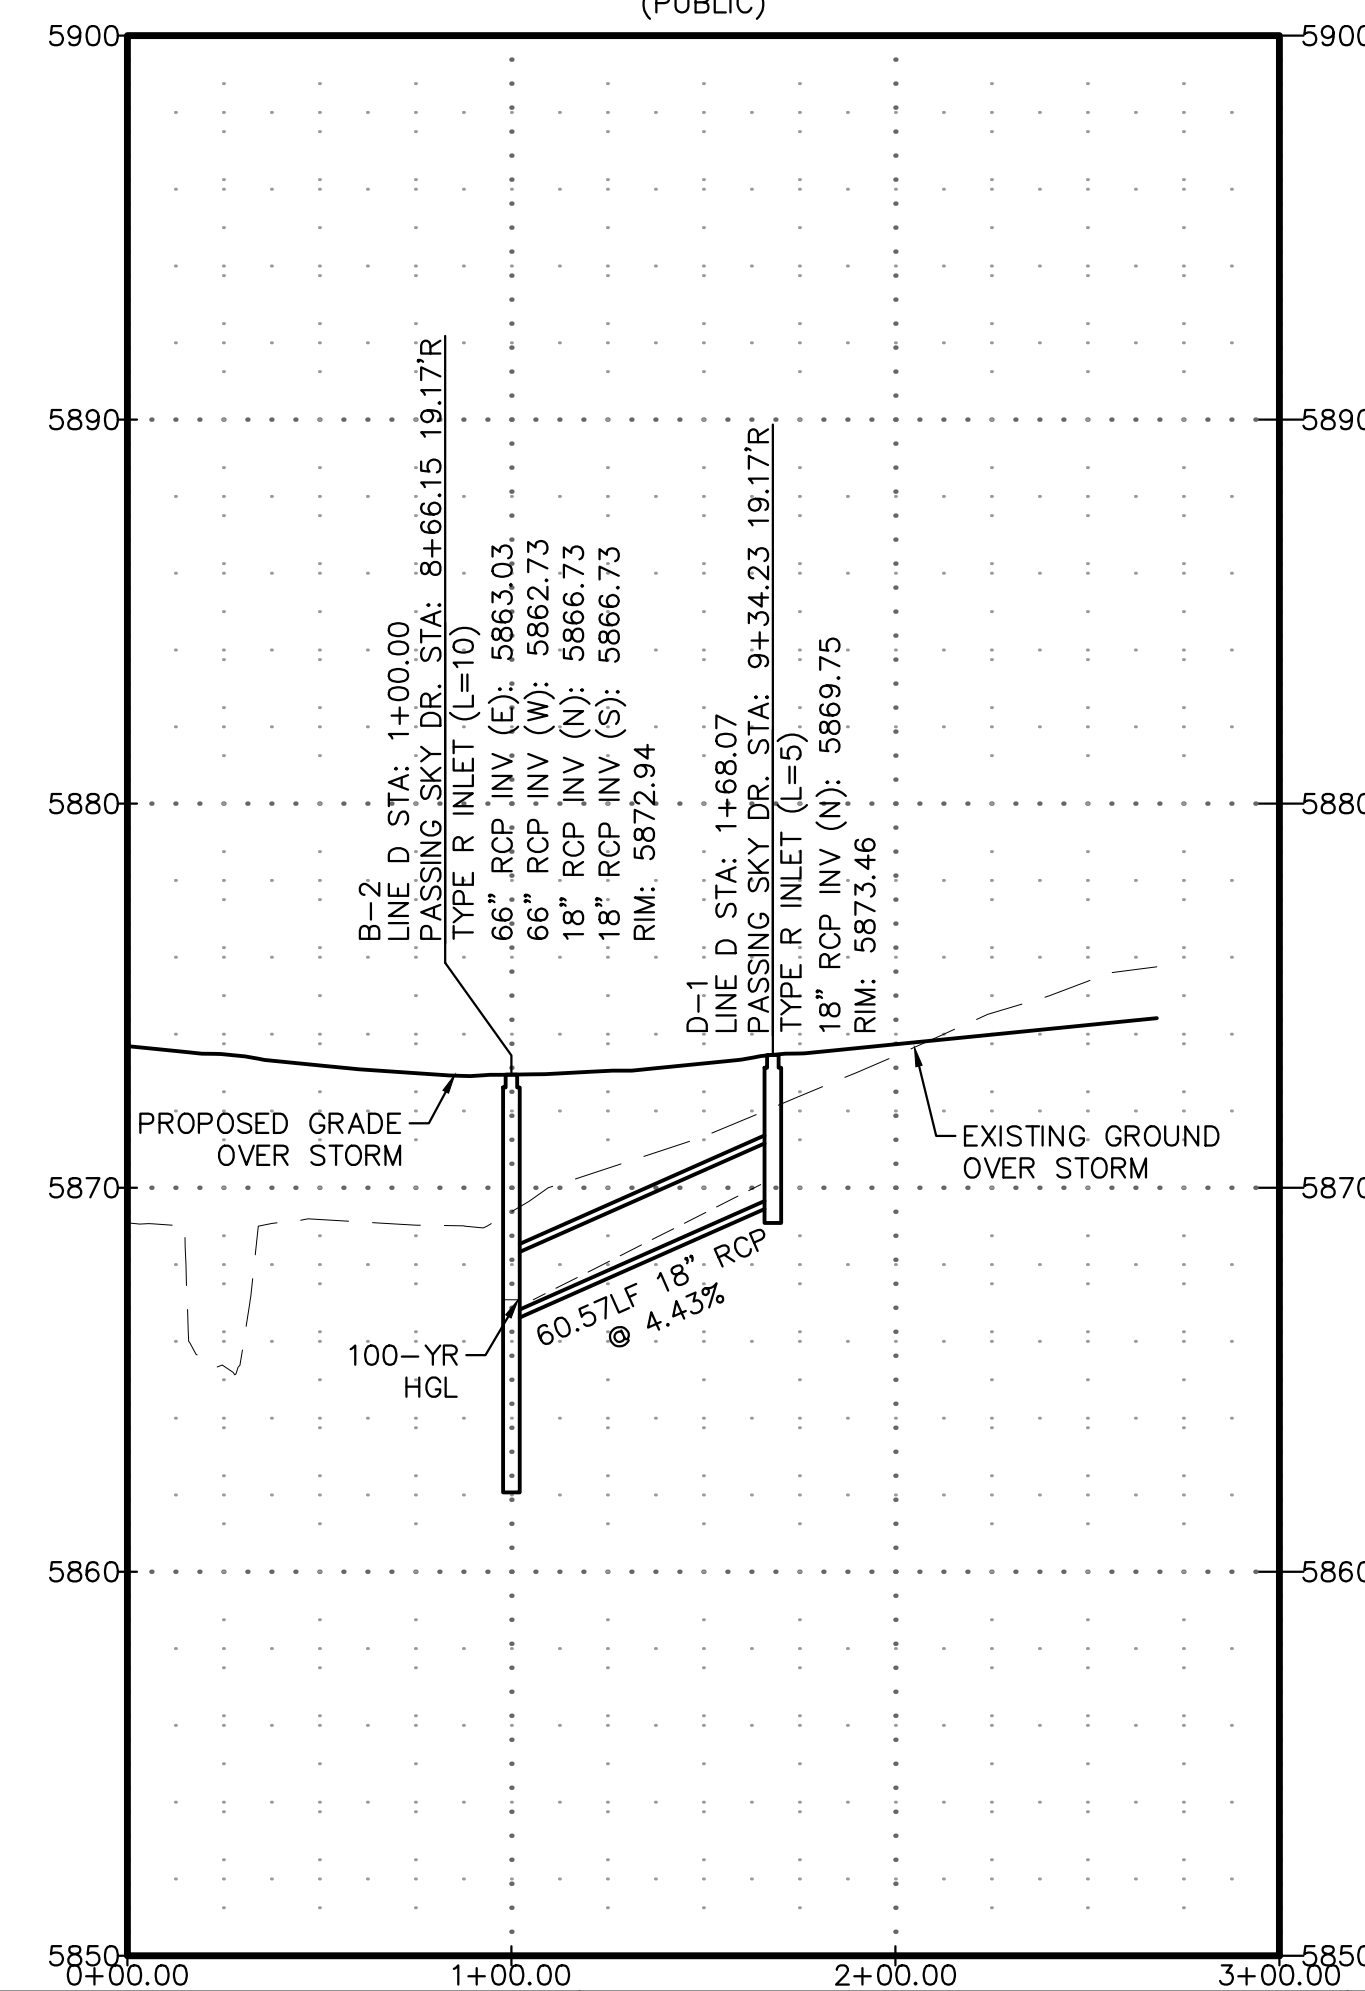 (PUBLIC)
5900
5900
5890
5890
5880
5880
5870
5870
5860
5860
5850
5850
B-2
LINE D STA: 1+00.00
PASSING SKY DR. STA: 8+66.15 19.17'R
TYPE R INLET (L=10)
66" RCP INV (E): 5863.03
66" RCP INV (W): 5862.73
18" RCP INV (N): 5866.73
18" RCP INV (S): 5866.73
RIM: 5872.94
D-1
LINE D STA: 1+68.07
PASSING SKY DR. STA: 9+34.23 19.17'R
TYPE R INLET (L=5)
18" RCP INV (N): 5869.75
RIM: 5873.46
PROPOSED GRADE
OVER STORM
EXISTING GROUND
OVER STORM
60.57LF 18" RCP
@ 4.43%
100-YR
HGL
0+00.00
1+00.00
2+00.00
3+00.00